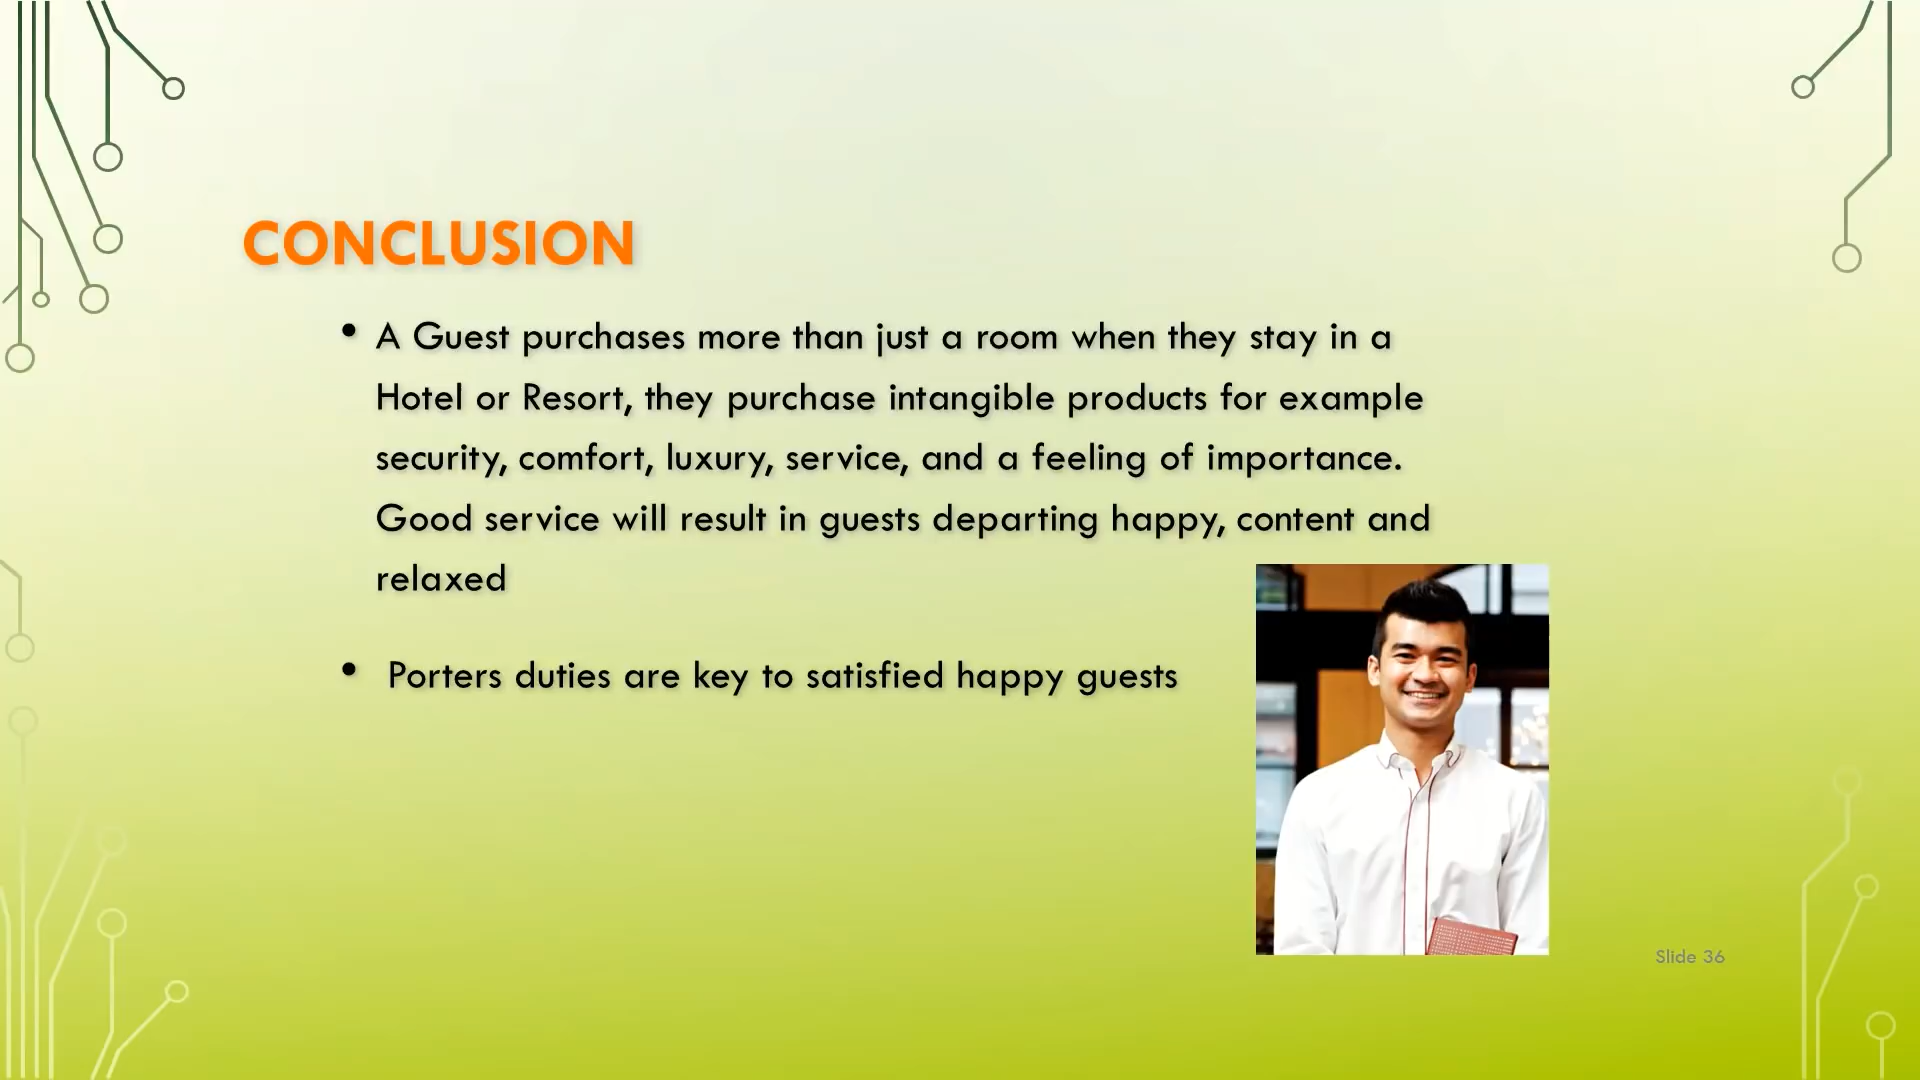 CONCLUSION
• A Guest purchases more than just a room when they stay in a
Hotel or Resort, they purchase intangible products for example
security, comfort, luxury, service, and a feeling of importance.
Good service will result in guests departing happy, content and
relaxed
• Porters duties are key to satisfied happy guests
Slide 36